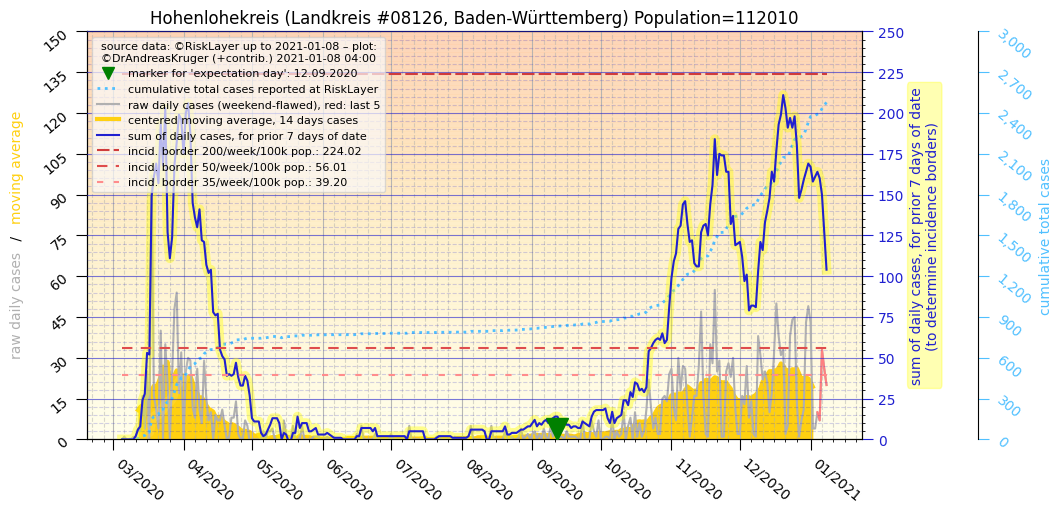 Hohenlohekreis (Landkreis #08126, Baden-Württemberg) Population=112010
source data: ©RiskLayer up to 2021-01-08 – plot:
©DrAndreasKruger (+contrib.) 2021-01-08 04:00
marker for 'expectation day': 12.09.2020
cumulative total cases reported at RiskLayer
raw daily cases (weekend-flawed), red: last 5
centered moving average, 14 days cases
sum of daily cases, for prior 7 days of date
incid. border 200/week/100k pop.: 224.02
incid. border 50/week/100k pop.: 56.01
incid. border 35/week/100k pop.: 39.20
raw daily cases / moving average
150
135
120
105
90
75
60
45
30
15
0
03/2020
04/2020
05/2020
06/2020
07/2020
08/2020
09/2020
10/2020
11/2020
12/2020
01/2021
250
225
200
175
150
125
100
75
50
25
0
sum of daily cases, for prior 7 days of date
(to determine incidence borders)
3,000
2,700
2,400
2,100
1,800
1,500
1,200
900
600
300
0
cumulative total cases